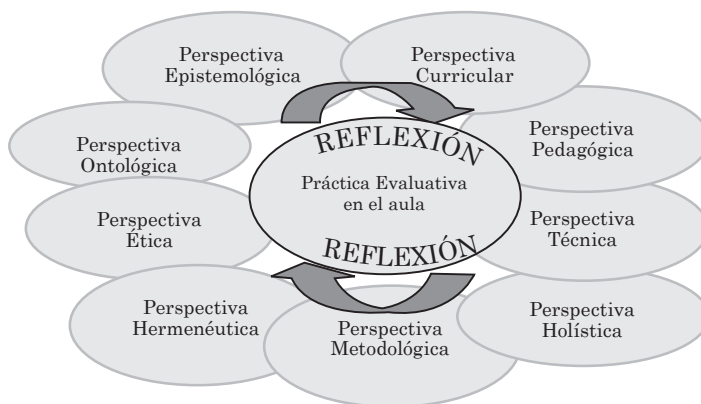 Perspectiva
Epistemológica
Perspectiva
Curricular
Perspectiva
Ontológica
REFLEXIÓN
Práctica Evaluativa
en el aula
REFLEXIÓN
Perspectiva
Pedagógica
Perspectiva
Ética
Perspectiva
Técnica
Perspectiva
Hermenéutica
Perspectiva
Metodológica
Perspectiva
Holística